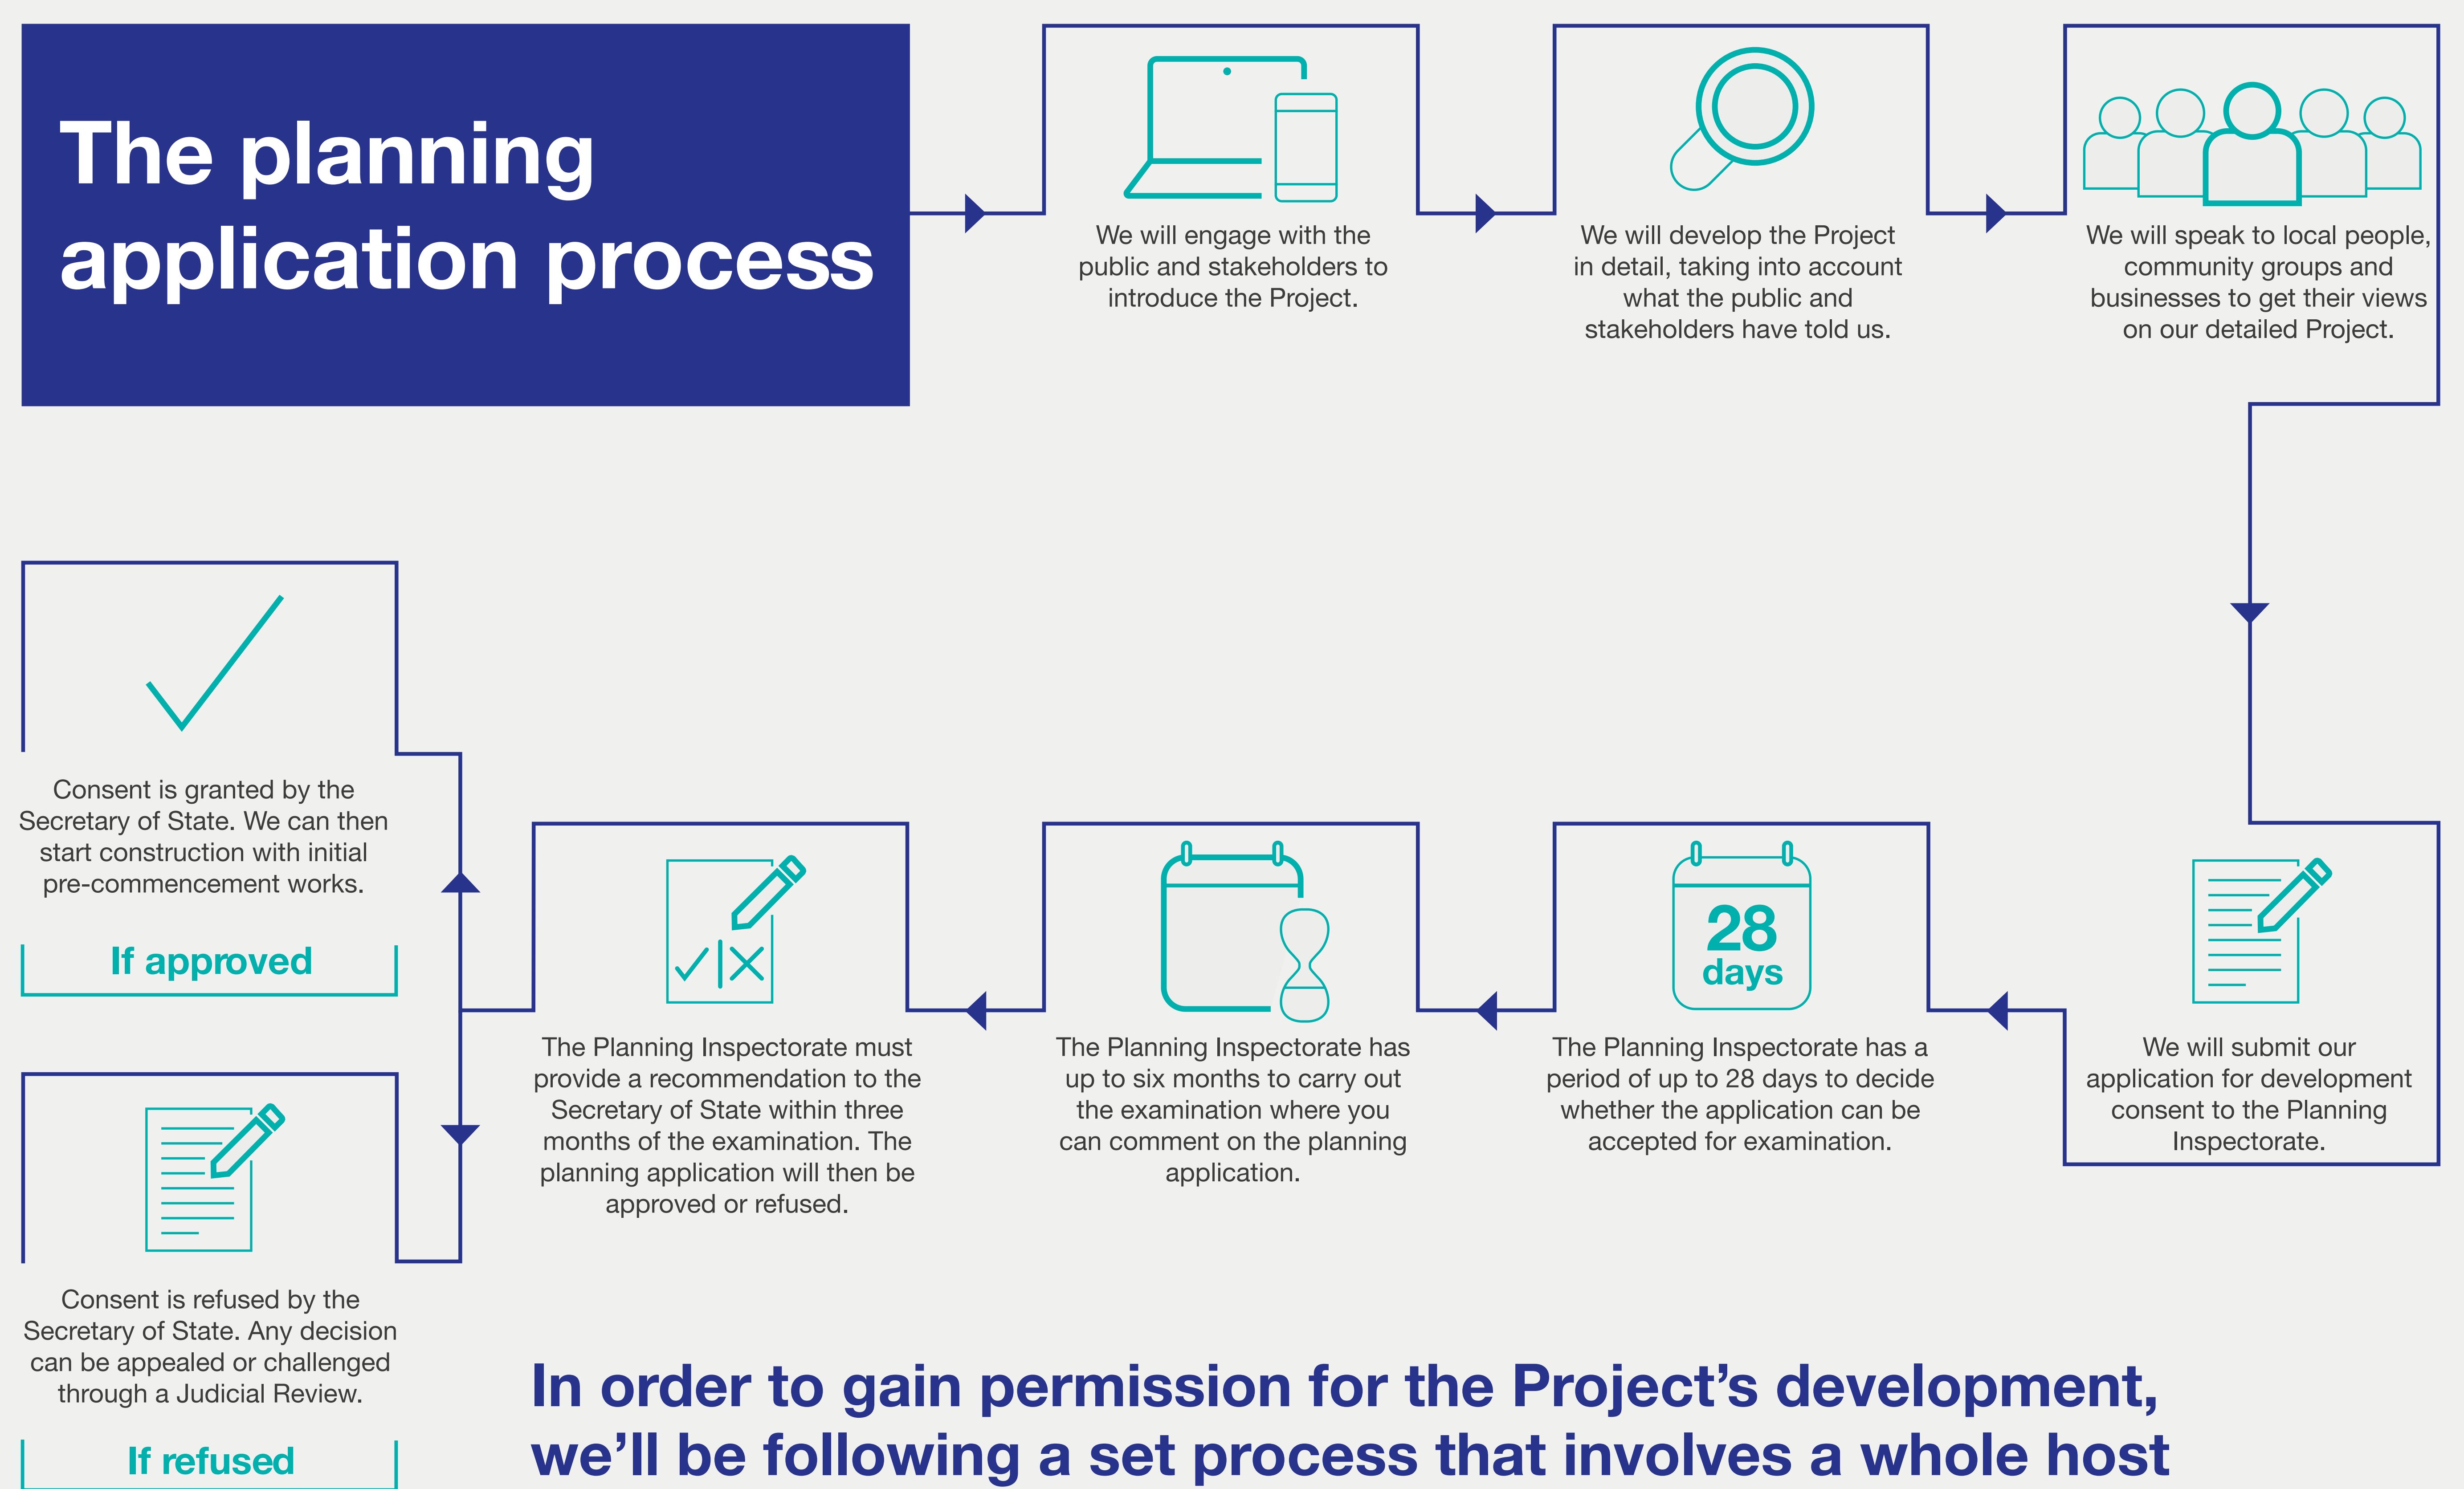 The planning
application process
We will engage with the
public and stakeholders to
introduce the Project.
We will develop the Project
in detail, taking into account
what the public and
stakeholders have told us.
We will speak to local people,
community groups and
businesses to get their views
on our detailed Project.
We will submit our
application for development
consent to the Planning
Inspectorate.
28
days
The Planning Inspectorate has a
period of up to 28 days to decide
whether the application can be
accepted for examination.
The Planning Inspectorate has
up to six months to carry out
the examination where you
can comment on the planning
application.
The Planning Inspectorate must
provide a recommendation to the
Secretary of State within three
months of the examination. The
planning application will then be
approved or refused.
Consent is granted by the
Secretary of State. We can then
start construction with initial
pre-commencement works.
If approved
Consent is refused by the
Secretary of State. Any decision
can be appealed or challenged
through a Judicial Review.
If refused
In order to gain permission for the Project’s development,
we’ll be following a set process that involves a whole host